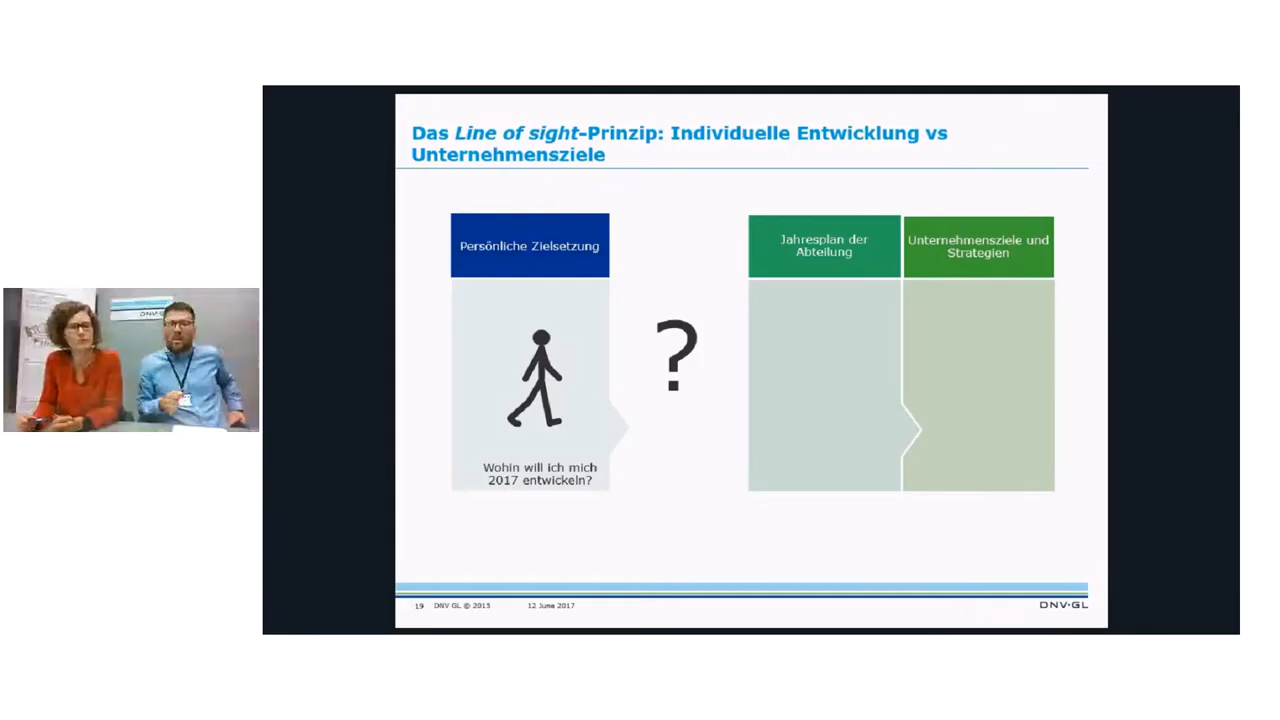 Das Line of sight–Prinzip: Individuelle Entwicklung vs
Unternehmensziele
Persönliche Zielsetzung
Jahresplan der
Abteilung
Unternehmensziele und
Strategien
?
Wohin will ich mich
2017 entwickeln?
19 DNV GL © 2015 12 June 2017
DNV·GL